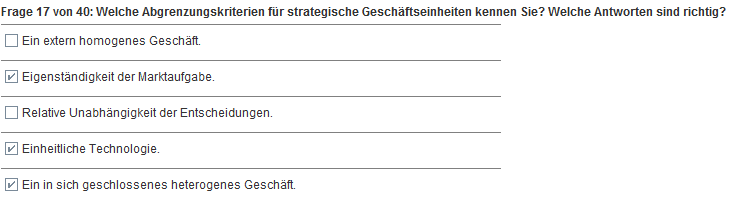 Frage 17 von 40: Welche Abgrenzungskriterien für strategische Geschäftseinheiten kennen Sie? Welche Antworten sind richtig?
Ein extern homogenes Geschäft.
Eigenständigkeit der Marktaufgabe.
Relative Unabhängigkeit der Entscheidungen.
Einheitliche Technologie.
Ein in sich geschlossenes heterogenes Geschäft.